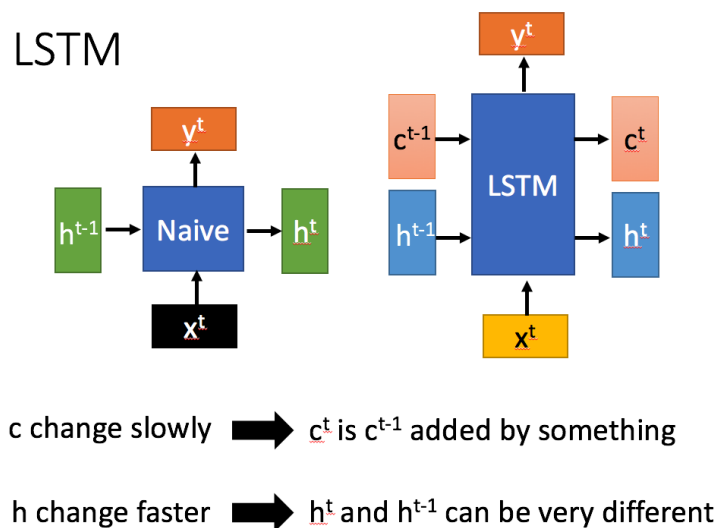 LSTM
yᵗ
hᵗ⁻¹
Naive
hᵗ
xᵗ
yᵗ
cᵗ⁻¹
cᵗ
LSTM
hᵗ⁻¹
hᵗ
xᵗ
c change slowly
cᵗ is cᵗ⁻¹ added by something
h change faster
hᵗ and hᵗ⁻¹ can be very different